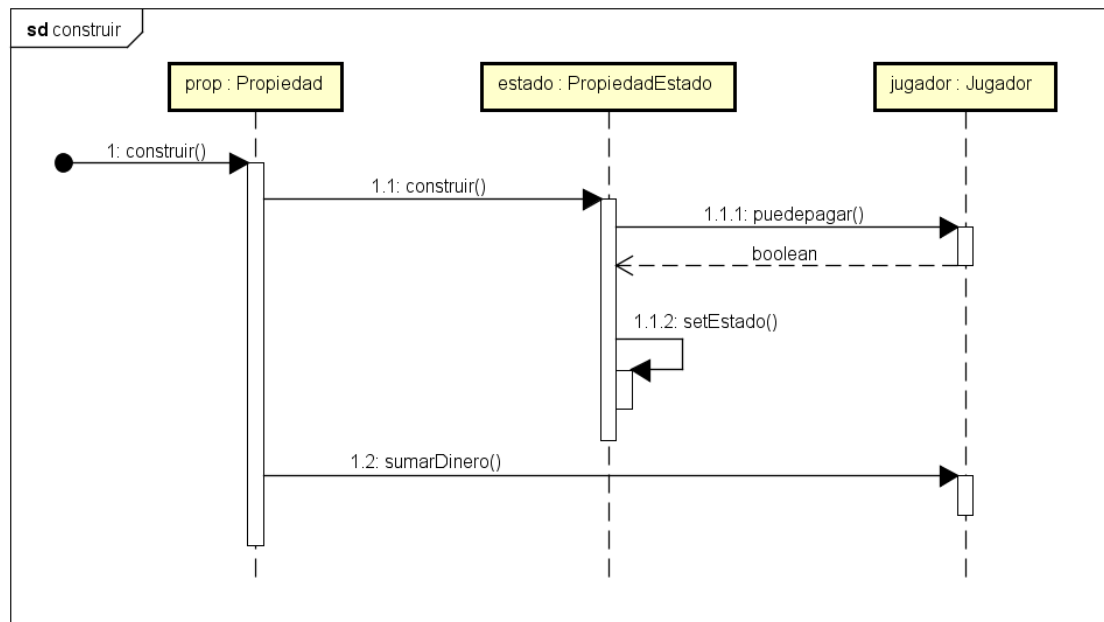 sd construir
prop : Propiedad
estado : PropiedadEstado
jugador : Jugador
1: construir()
1.1: construir()
1.1.1: puedepagar()
boolean
1.1.2: setEstado()
1.2: sumarDinero()